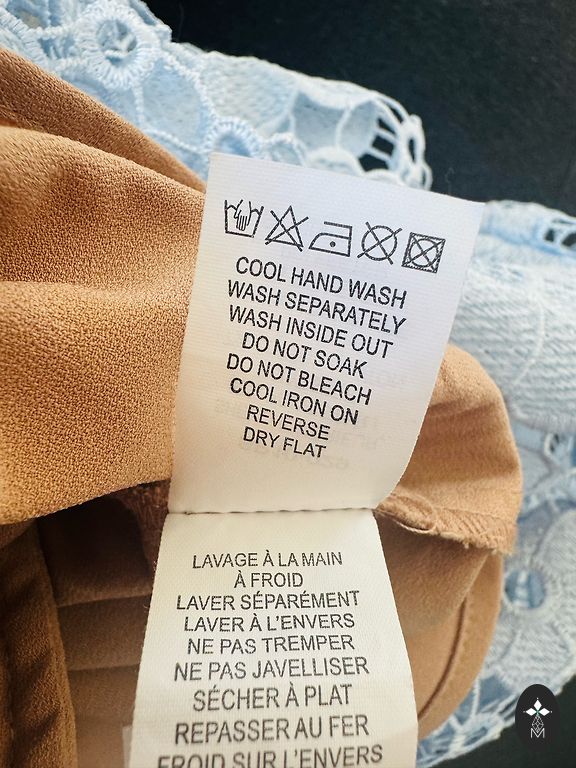 COOL HAND WASH
WASH SEPARATELY
WASH INSIDE OUT
DO NOT SOAK
DO NOT BLEACH
COOL IRON ON
REVERSE
DRY FLAT
LAVAGE À LA MAIN
À FROID
LAVER SÉPARÉMENT
LAVER À L'ENVERS
NE PAS TREMPER
NE PAS JAVELLISER
SÉCHER À PLAT
REPASSER AU FER
FROID SUR L'ENVERS
M